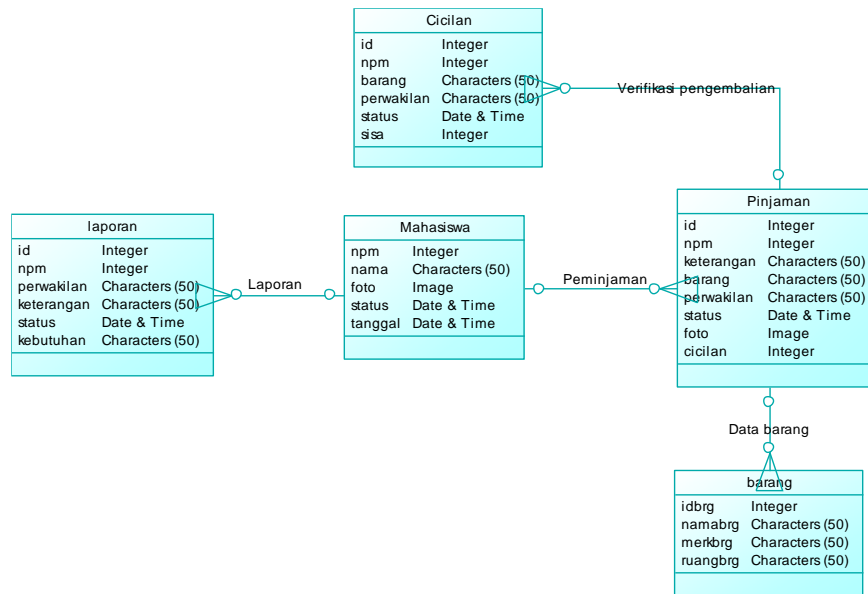 Cicilan
id Integer
npm Integer
barang Characters (50)
perwakilan Characters (50)
status Date & Time
sisa Integer
Verifikasi pengembalian
laporan
id Integer
npm Integer
perwakilan Characters (50)
keterangan Characters (50)
status Date & Time
kebutuhan Characters (50)
Laporan
Mahasiswa
npm Integer
nama Characters (50)
foto Image
status Date & Time
tanggal Date & Time
Peminjaman
Pinjaman
id Integer
npm Integer
keterangan Characters (50)
barang Characters (50)
perwakilan Characters (50)
status Date & Time
foto Image
cicilan Integer
Data barang
barang
idbrg Integer
namabrg Characters (50)
merkbrg Characters (50)
ruangbrg Characters (50)